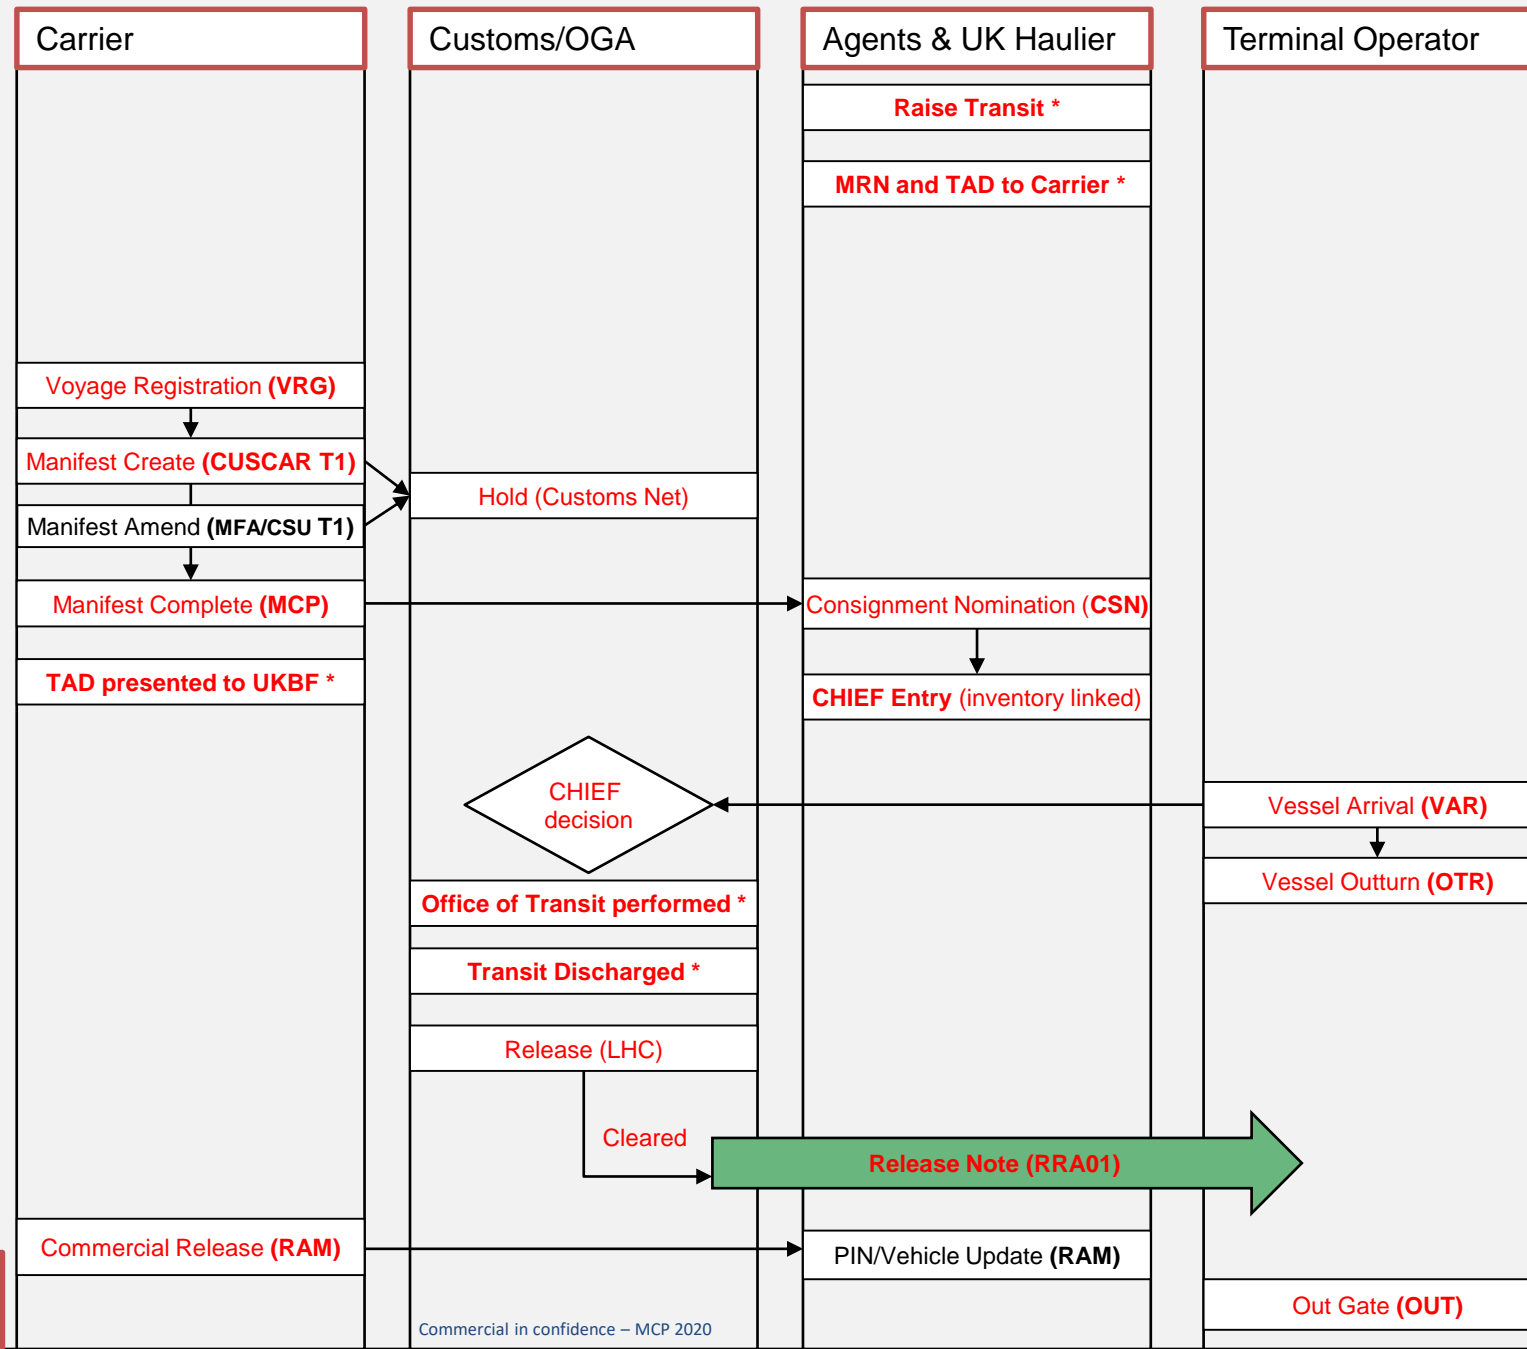 Carrier
Customs/OGA
Agents & UK Haulier
Terminal Operator
Raise Transit *
MRN and TAD to Carrier *
Voyage Registration (VRG)
Manifest Create (CUSCAR T1)
Hold (Customs Net)
Manifest Amend (MFA/CSU T1)
Manifest Complete (MCP)
Consignment Nomination (CSN)
TAD presented to UKBF *
CHIEF Entry (inventory linked)
CHIEF
decision
Vessel Arrival (VAR)
Vessel Outturn (OTR)
Office of Transit performed *
Transit Discharged *
Release (LHC)
Cleared
Release Note (RRA01)
Commercial Release (RAM)
PIN/Vehicle Update (RAM)
Out Gate (OUT)
Commercial in confidence – MCP 2020